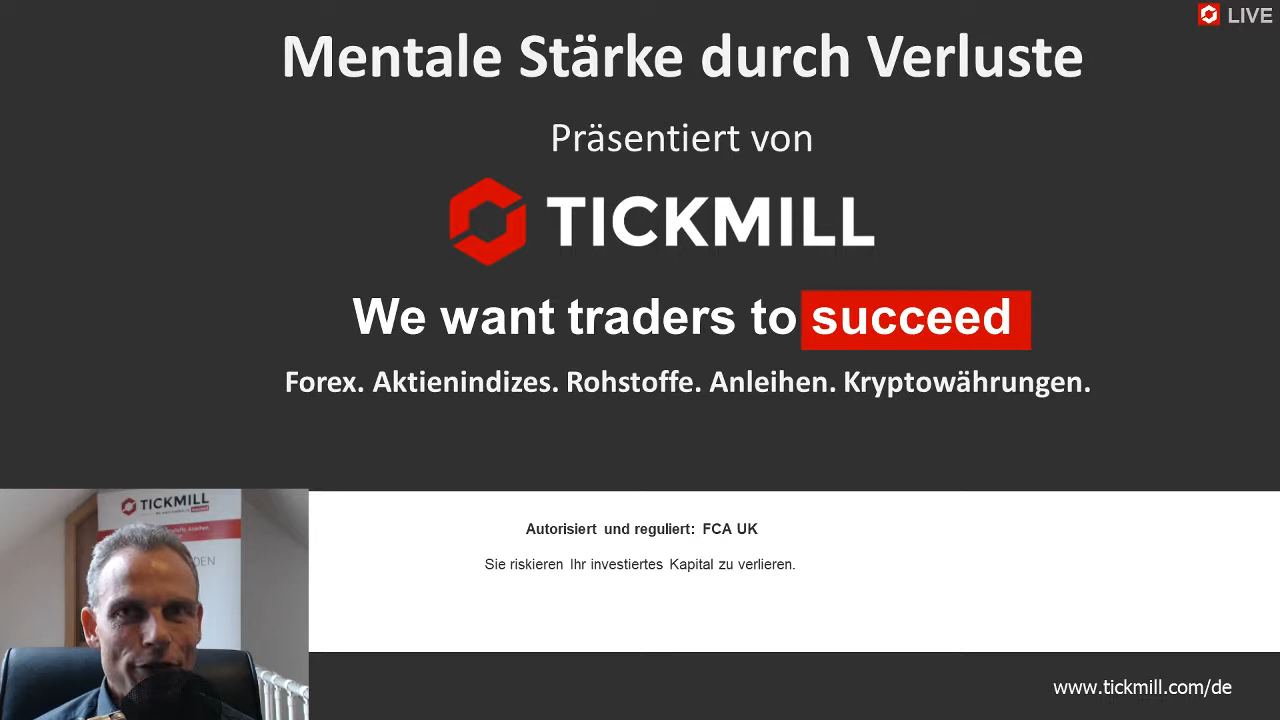 LIVE
Mentale Stärke durch Verluste
Präsentiert von
TICKMILL
We want traders to succeed
Forex. Aktienindizes. Rohstoffe. Anleihen. Kryptowährungen.
TICKMILL
Autorisiert und reguliert: FCA UK
Sie riskieren Ihr investiertes Kapital zu verlieren.
www.tickmill.com/de